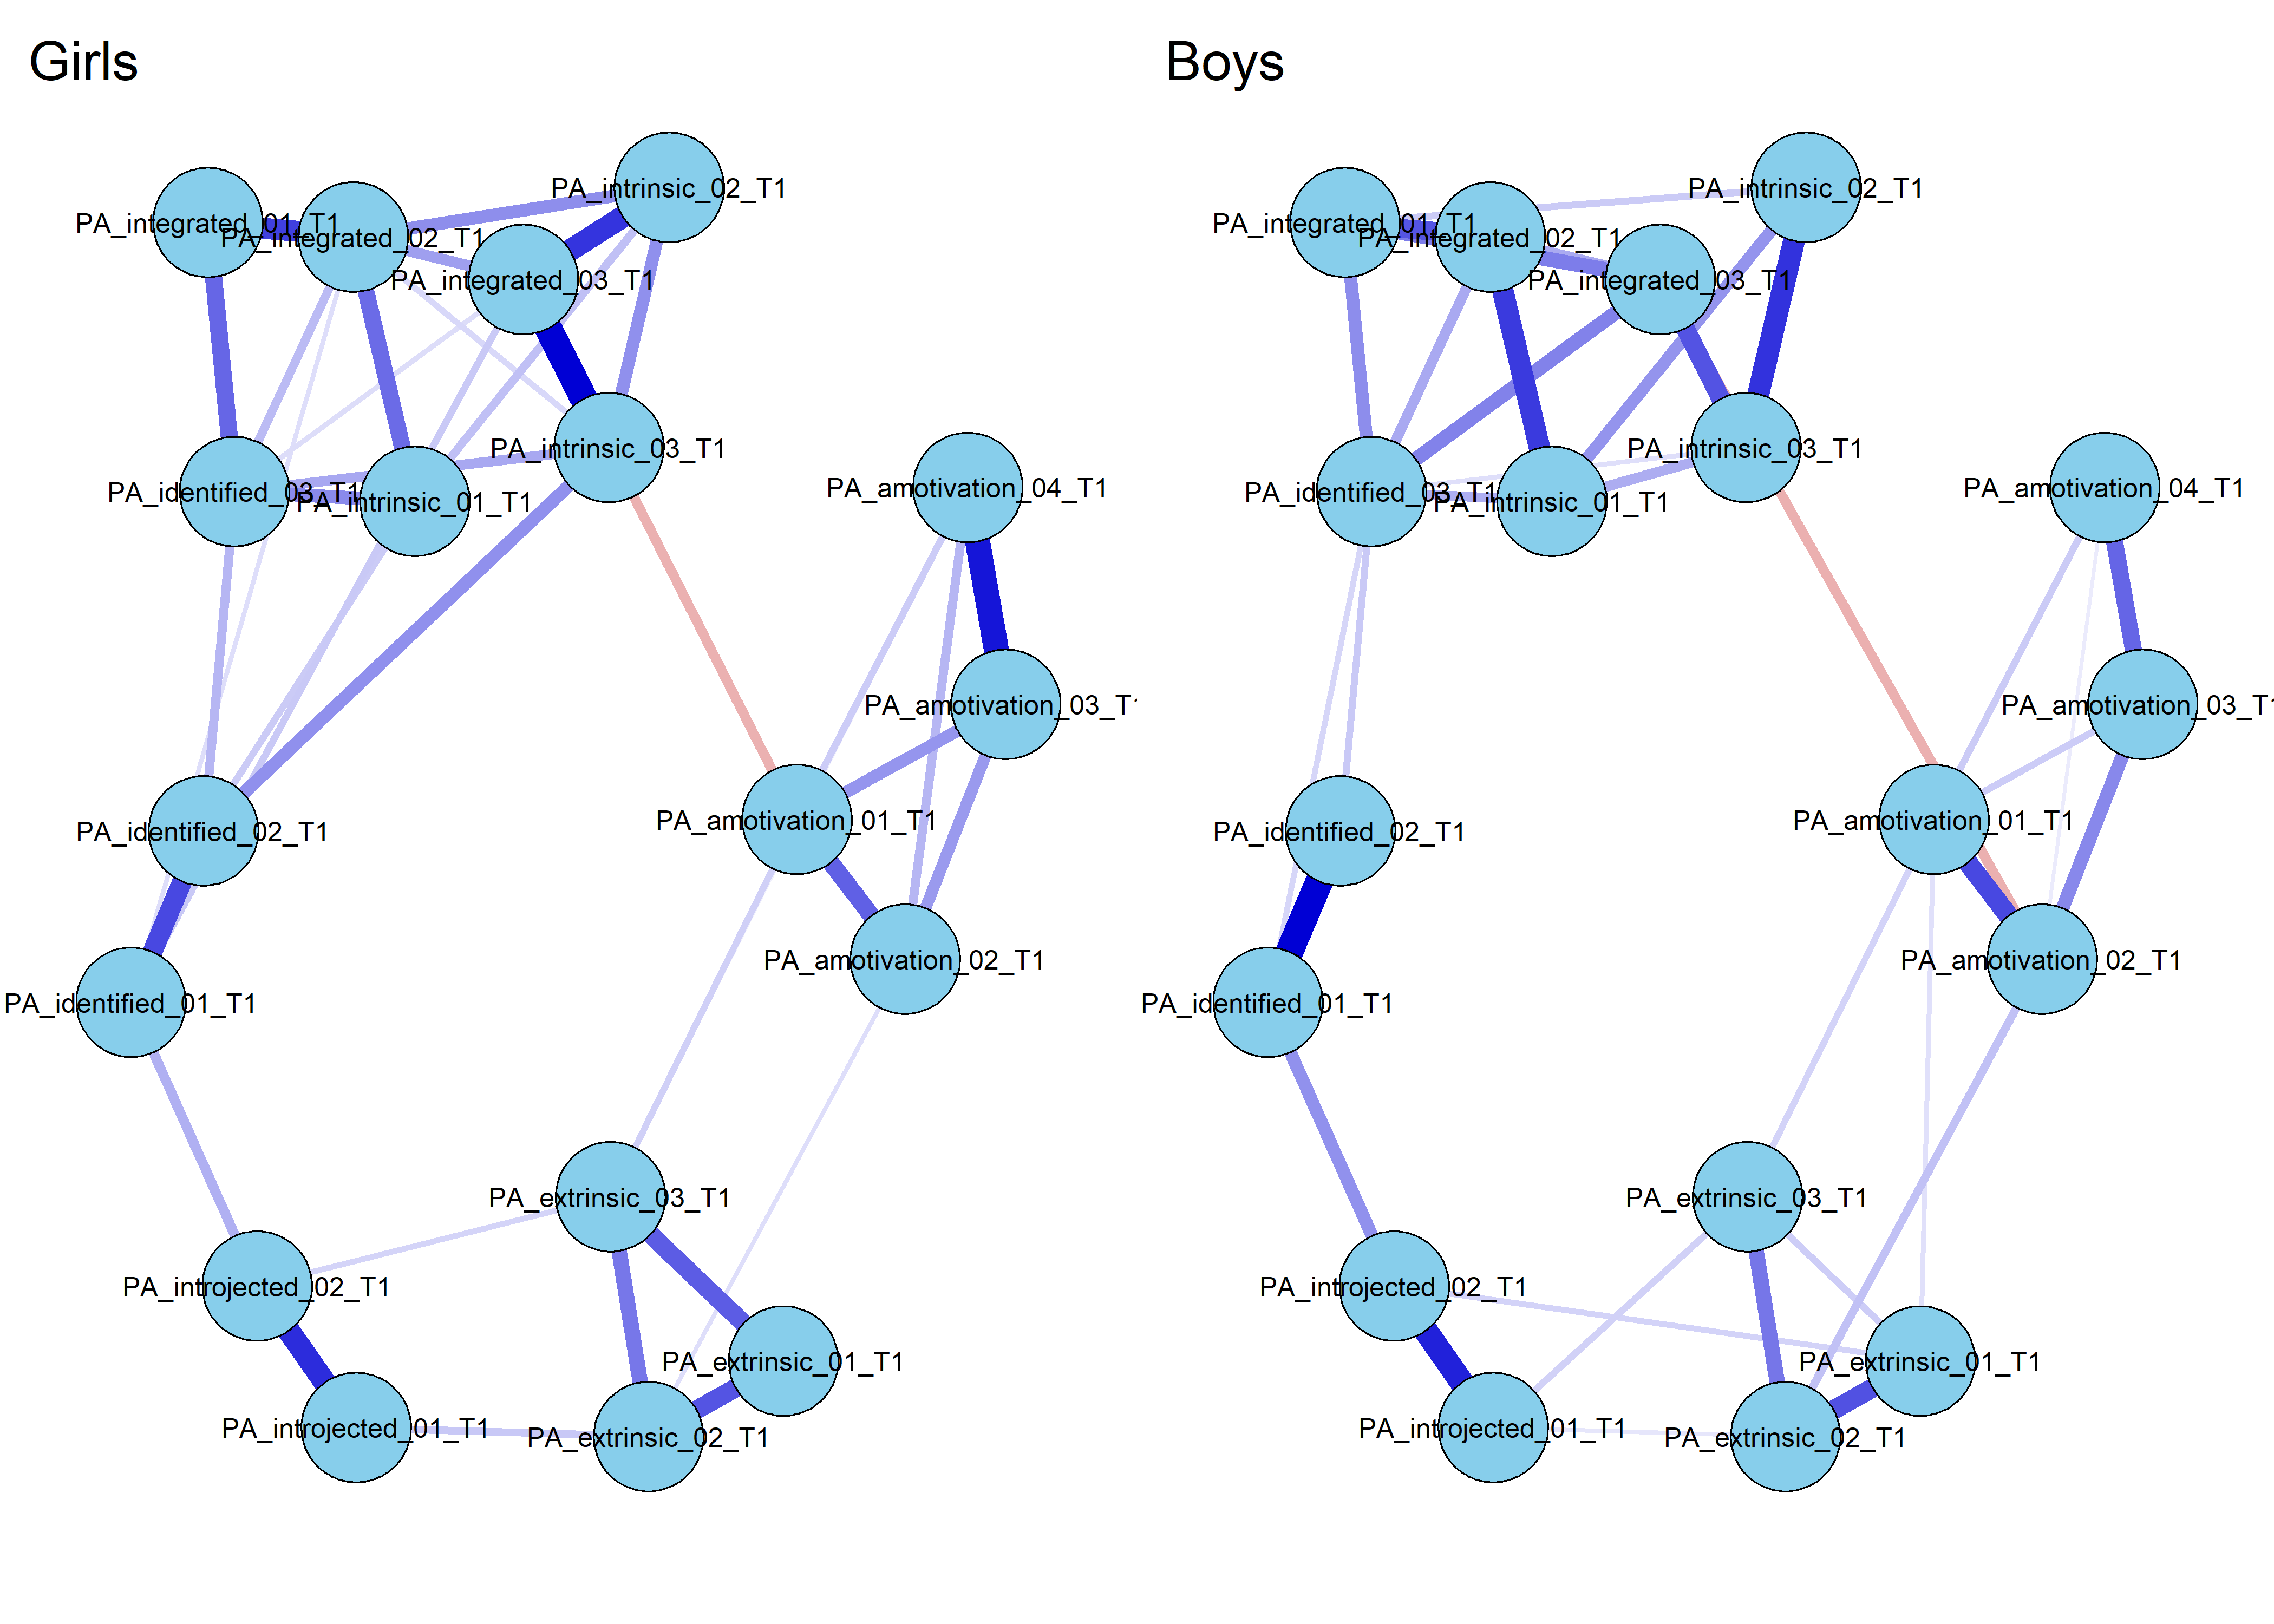 Girls
PA_intrinsic_02_T1
PA_integrated_01_T1
PA_integrated_02_T1
PA_integrated_03_T1
PA_intrinsic_03_T1
PA_identified_03_T1
PA_intrinsic_01_T1
PA_amotivation_04_T1
PA_amotivation_03_T1
PA_amotivation_01_T1
PA_identified_02_T1
PA_amotivation_02_T1
PA_identified_01_T1
PA_extrinsic_03_T1
PA_introjected_02_T1
PA_extrinsic_01_T1
PA_introjected_01_T1
PA_extrinsic_02_T1
Boys
PA_intrinsic_02_T1
PA_integrated_01_T1
PA_integrated_02_T1
PA_integrated_03_T1
PA_intrinsic_03_T1
PA_identified_03_T1
PA_intrinsic_01_T1
PA_amotivation_04_T1
PA_amotivation_03_T1
PA_amotivation_01_T1
PA_identified_02_T1
PA_amotivation_02_T1
PA_identified_01_T1
PA_extrinsic_03_T1
PA_introjected_02_T1
PA_extrinsic_01_T1
PA_introjected_01_T1
PA_extrinsic_02_T1